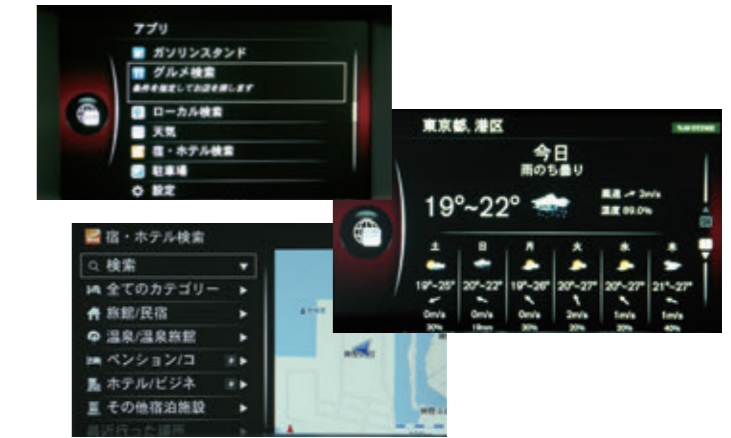 アプリ
ガソリンスタンド
グルメ検索
条件を指定してお店を探します
ローカル検索
天気
宿・ホテル検索
駐車場
設定
東京都, 港区
今日
雨のち曇り
19°~22°
風速 2m/s
湿度 89.0%
土 日 月 火 水 木
19°~25° 20°~22° 19°~26° 20°~27° 20°~27° 21°~27°
0m/s 0m/s 0m/s 2m/s 1m/s 1m/s
30% 30% 20% 30% 40%
宿・ホテル検索
検索
全てのカテゴリー
旅館/民宿
温泉/温泉旅館
ペンション/コ
ホテル/ビジネ
その他宿泊施設
最近行った場所